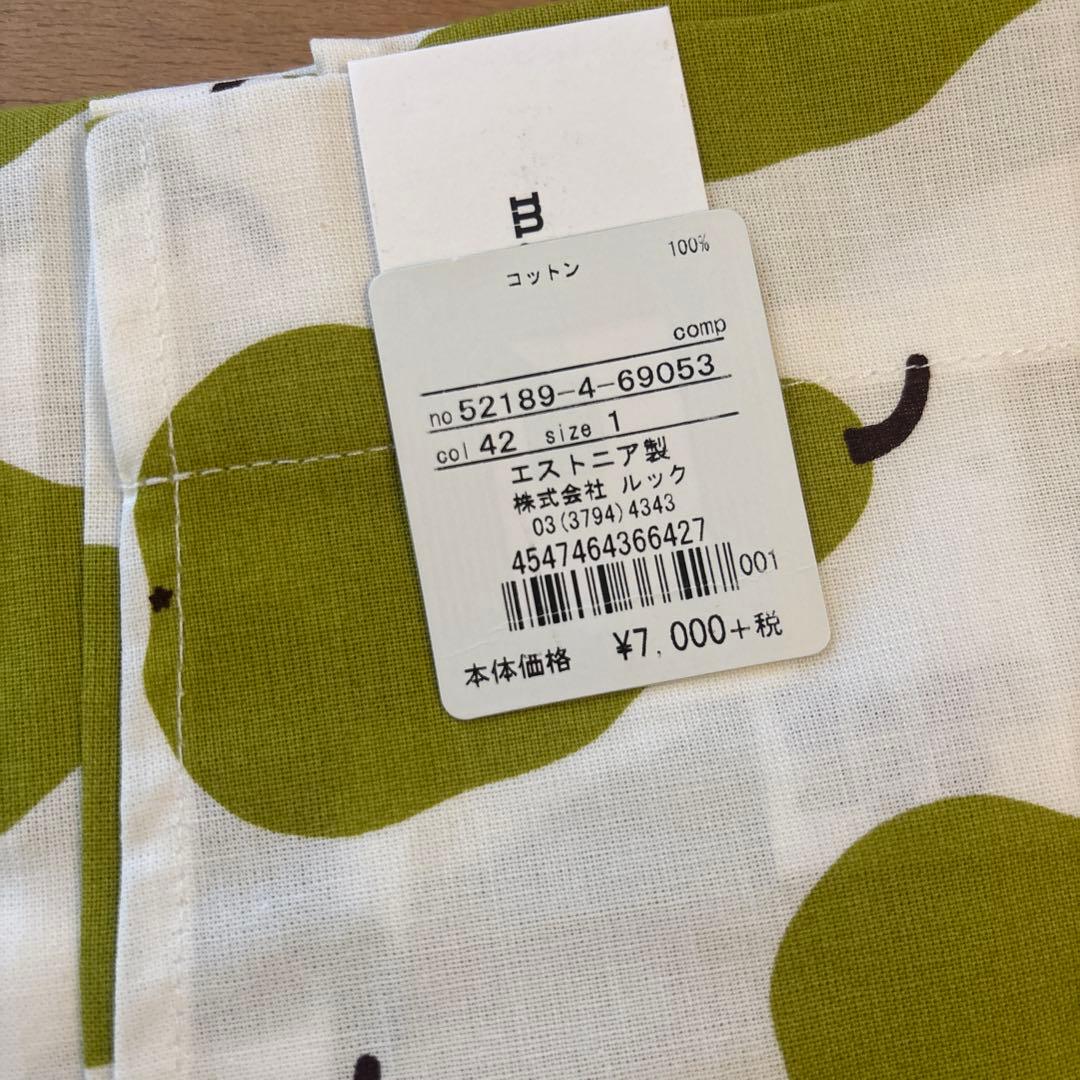 m
コットン 100%
comp
no 52189-4-69053
col 42 size 1
エストニア製
株式会社 ルック
03(3794)4343
4547464366427
001
本体価格 ¥7,000+税